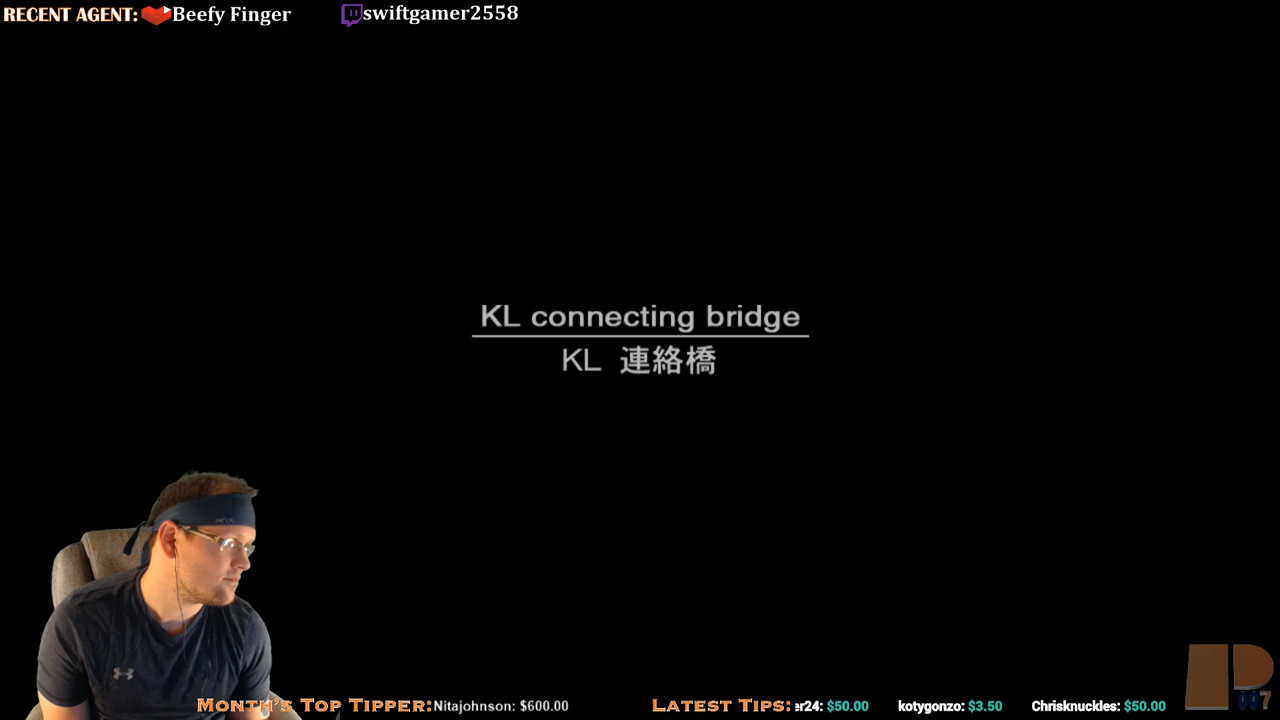 RECENT AGENT: Beefy Finger swiftgamer2558
KL connecting bridge
KL 連絡橋
MONTH'S TOP TIPPER: Nitajohnson: $600.00 LATEST TIPS: er24: $50.00 kotygonzo: $3.50 Chrisknuckles: $50.00
007